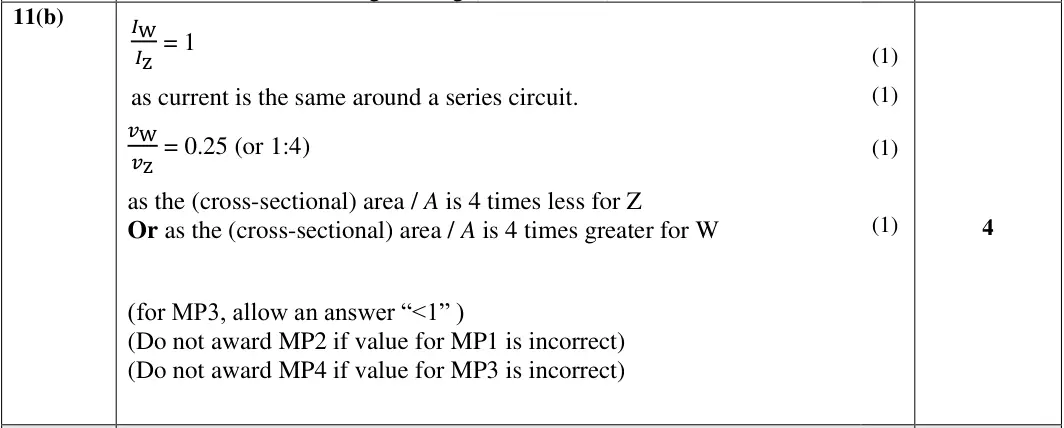 11(b)
I_W / I_Z = 1 (1)
as current is the same around a series circuit. (1)
v_W / v_Z = 0.25 (or 1:4) (1)
as the (cross-sectional) area / A is 4 times less for Z
Or as the (cross-sectional) area / A is 4 times greater for W (1) 4
(for MP3, allow an answer “<1” )
(Do not award MP2 if value for MP1 is incorrect)
(Do not award MP4 if value for MP3 is incorrect)